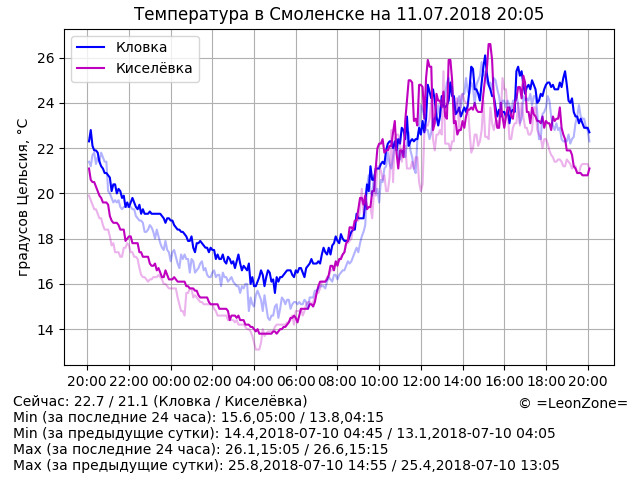 Температура в Смоленске на 11.07.2018 20:05
Кловка
Киселёвка
градусов Цельсия, °C
26
24
22
20
18
16
14
20:00 22:00 00:00 02:00 04:00 06:00 08:00 10:00 12:00 14:00 16:00 18:00 20:00
Сейчас: 22.7 / 21.1 (Кловка / Киселёвка)
© =LeonZone=
Min (за последние 24 часа): 15.6,05:00 / 13.8,04:15
Min (за предыдущие сутки): 14.4,2018-07-10 04:45 / 13.1,2018-07-10 04:05
Max (за последние 24 часа): 26.1,15:05 / 26.6,15:15
Max (за предыдущие сутки): 25.8,2018-07-10 14:55 / 25.4,2018-07-10 13:05